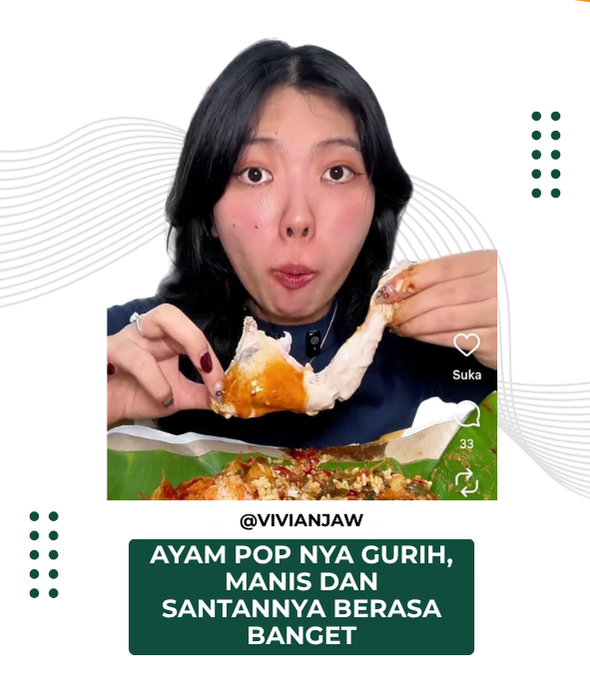 Suka
33
@VIVIANJAW
AYAM POP NYA GURIH,
MANIS DAN
SANTANNYA BERASA
BANGET